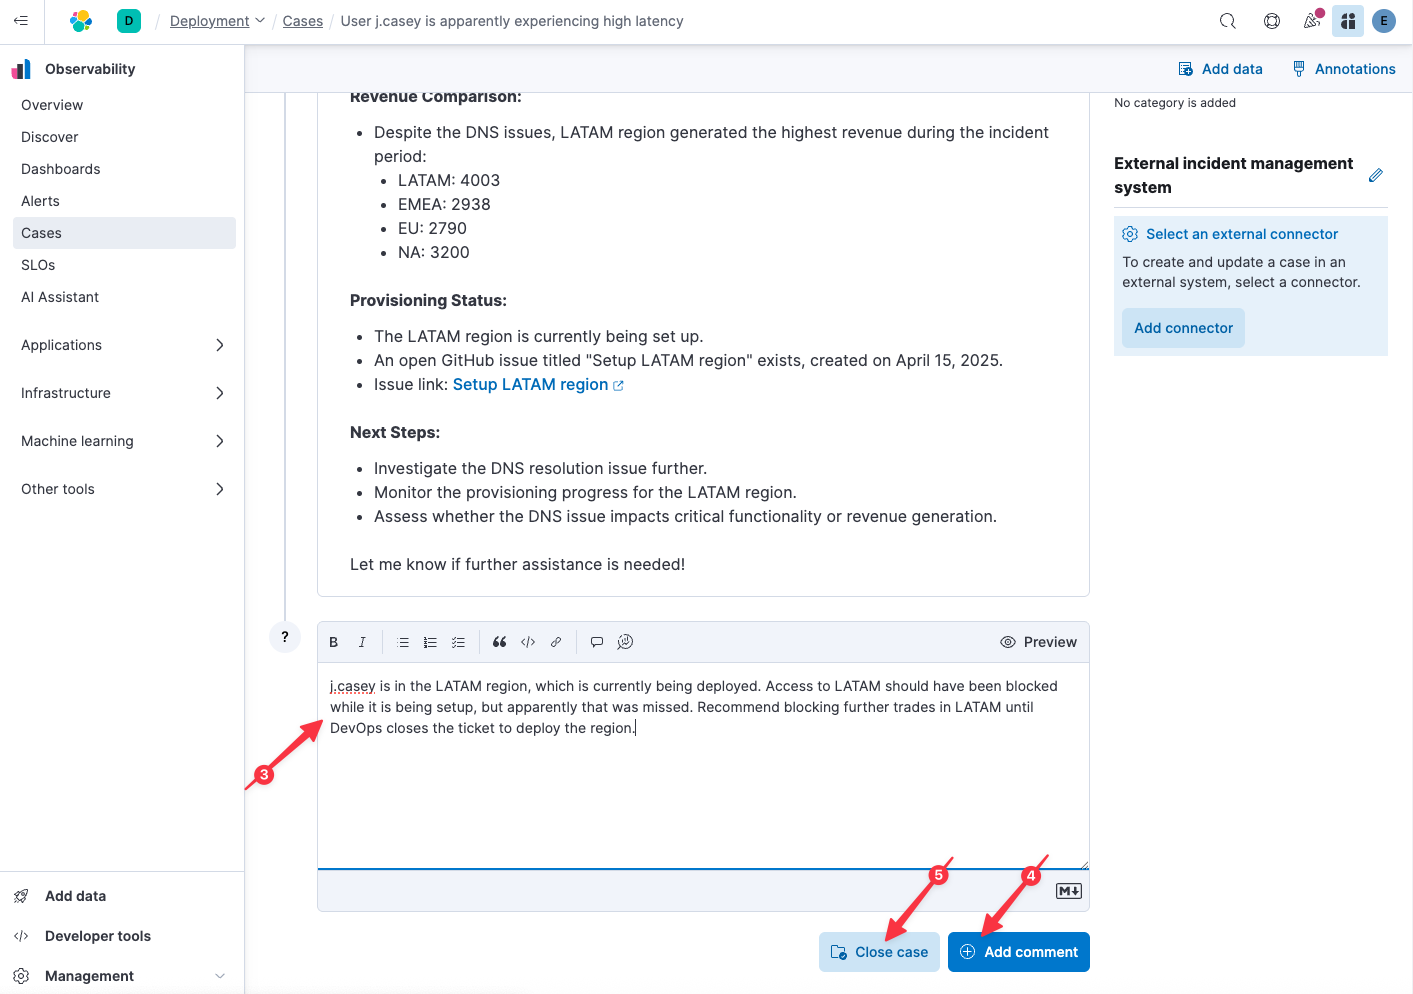 D
Deployment
Cases
User j.casey is apparently experiencing high latency
E
Observability
Overview
Discover
Dashboards
Alerts
Cases
SLOs
AI Assistant
Applications
Infrastructure
Machine learning
Other tools
Add data
Developer tools
Management
Add data
Annotations
Revenue Comparison:
Despite the DNS issues, LATAM region generated the highest revenue during the incident
period:
LATAM: 4003
EMEA: 2938
EU: 2790
NA: 3200
Provisioning Status:
The LATAM region is currently being set up.
An open GitHub issue titled "Setup LATAM region" exists, created on April 15, 2025.
Issue link: Setup LATAM region
Next Steps:
Investigate the DNS resolution issue further.
Monitor the provisioning progress for the LATAM region.
Assess whether the DNS issue impacts critical functionality or revenue generation.
Let me know if further assistance is needed!
?
B I
Preview
j.casey is in the LATAM region, which is currently being deployed. Access to LATAM should have been blocked
while it is being setup, but apparently that was missed. Recommend blocking further trades in LATAM until
DevOps closes the ticket to deploy the region.
3
5
4
M
Close case
Add comment
No category is added
External incident management
system
Select an external connector
To create and update a case in an
external system, select a connector.
Add connector